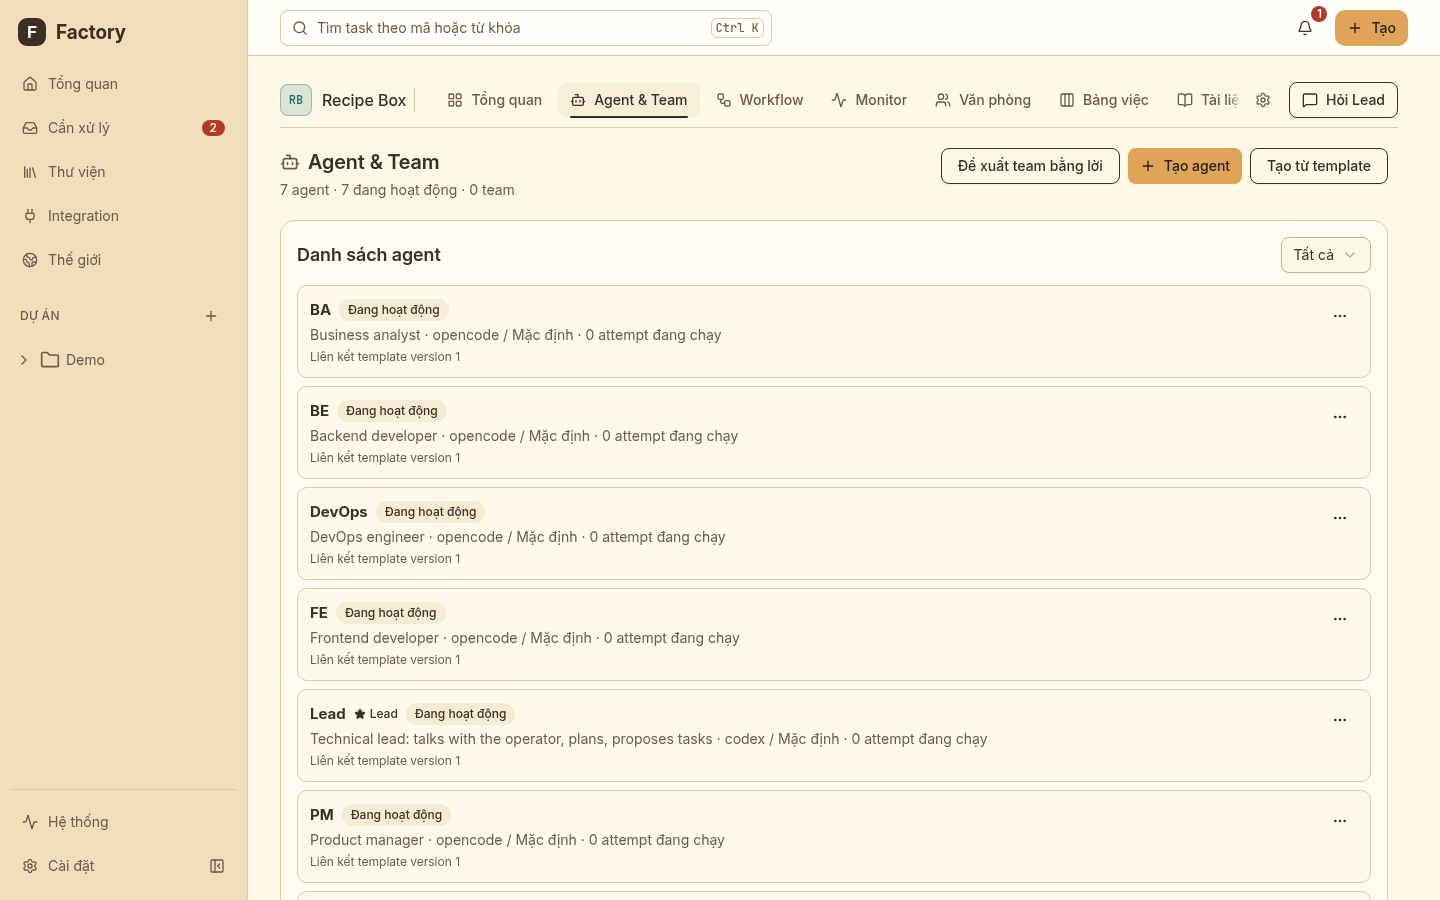 F Factory
Tìm task theo mã hoặc từ khóa
Ctrl K
1
Tạo
Tổng quan
Cần xử lý 2
Thư viện
Integration
Thế giới
DỰ ÁN
Demo
Hệ thống
Cài đặt
RB Recipe Box
Tổng quan
Agent & Team
Workflow
Monitor
Văn phòng
Bảng việc
Tài liệ
Hỏi Lead
Agent & Team
7 agent · 7 đang hoạt động · 0 team
Đề xuất team bằng lời
Tạo agent
Tạo từ template
Danh sách agent
Tất cả
BA Đang hoạt động
Business analyst · opencode / Mặc định · 0 attempt đang chạy
Liên kết template version 1
BE Đang hoạt động
Backend developer · opencode / Mặc định · 0 attempt đang chạy
Liên kết template version 1
DevOps Đang hoạt động
DevOps engineer · opencode / Mặc định · 0 attempt đang chạy
Liên kết template version 1
FE Đang hoạt động
Frontend developer · opencode / Mặc định · 0 attempt đang chạy
Liên kết template version 1
Lead Lead Đang hoạt động
Technical lead: talks with the operator, plans, proposes tasks · codex / Mặc định · 0 attempt đang chạy
Liên kết template version 1
PM Đang hoạt động
Product manager · opencode / Mặc định · 0 attempt đang chạy
Liên kết template version 1